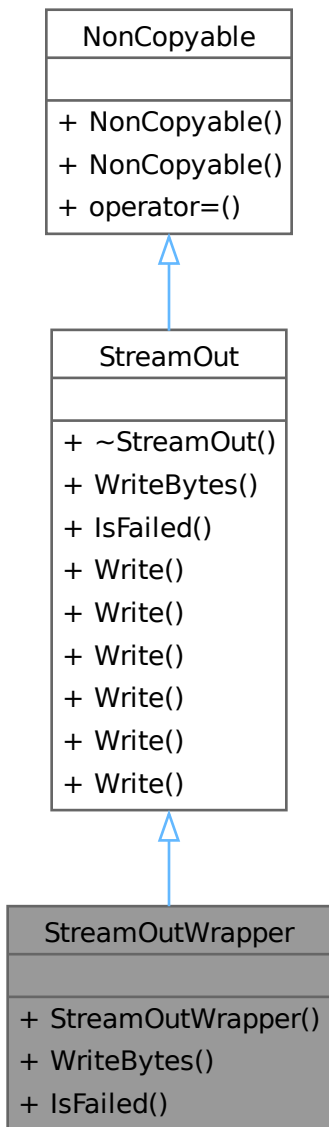 NonCopyable
+ NonCopyable()
+ NonCopyable()
+ operator=()
StreamOut
+ ~StreamOut()
+ WriteBytes()
+ IsFailed()
+ Write()
+ Write()
+ Write()
+ Write()
+ Write()
+ Write()
StreamOutWrapper
+ StreamOutWrapper()
+ WriteBytes()
+ IsFailed()